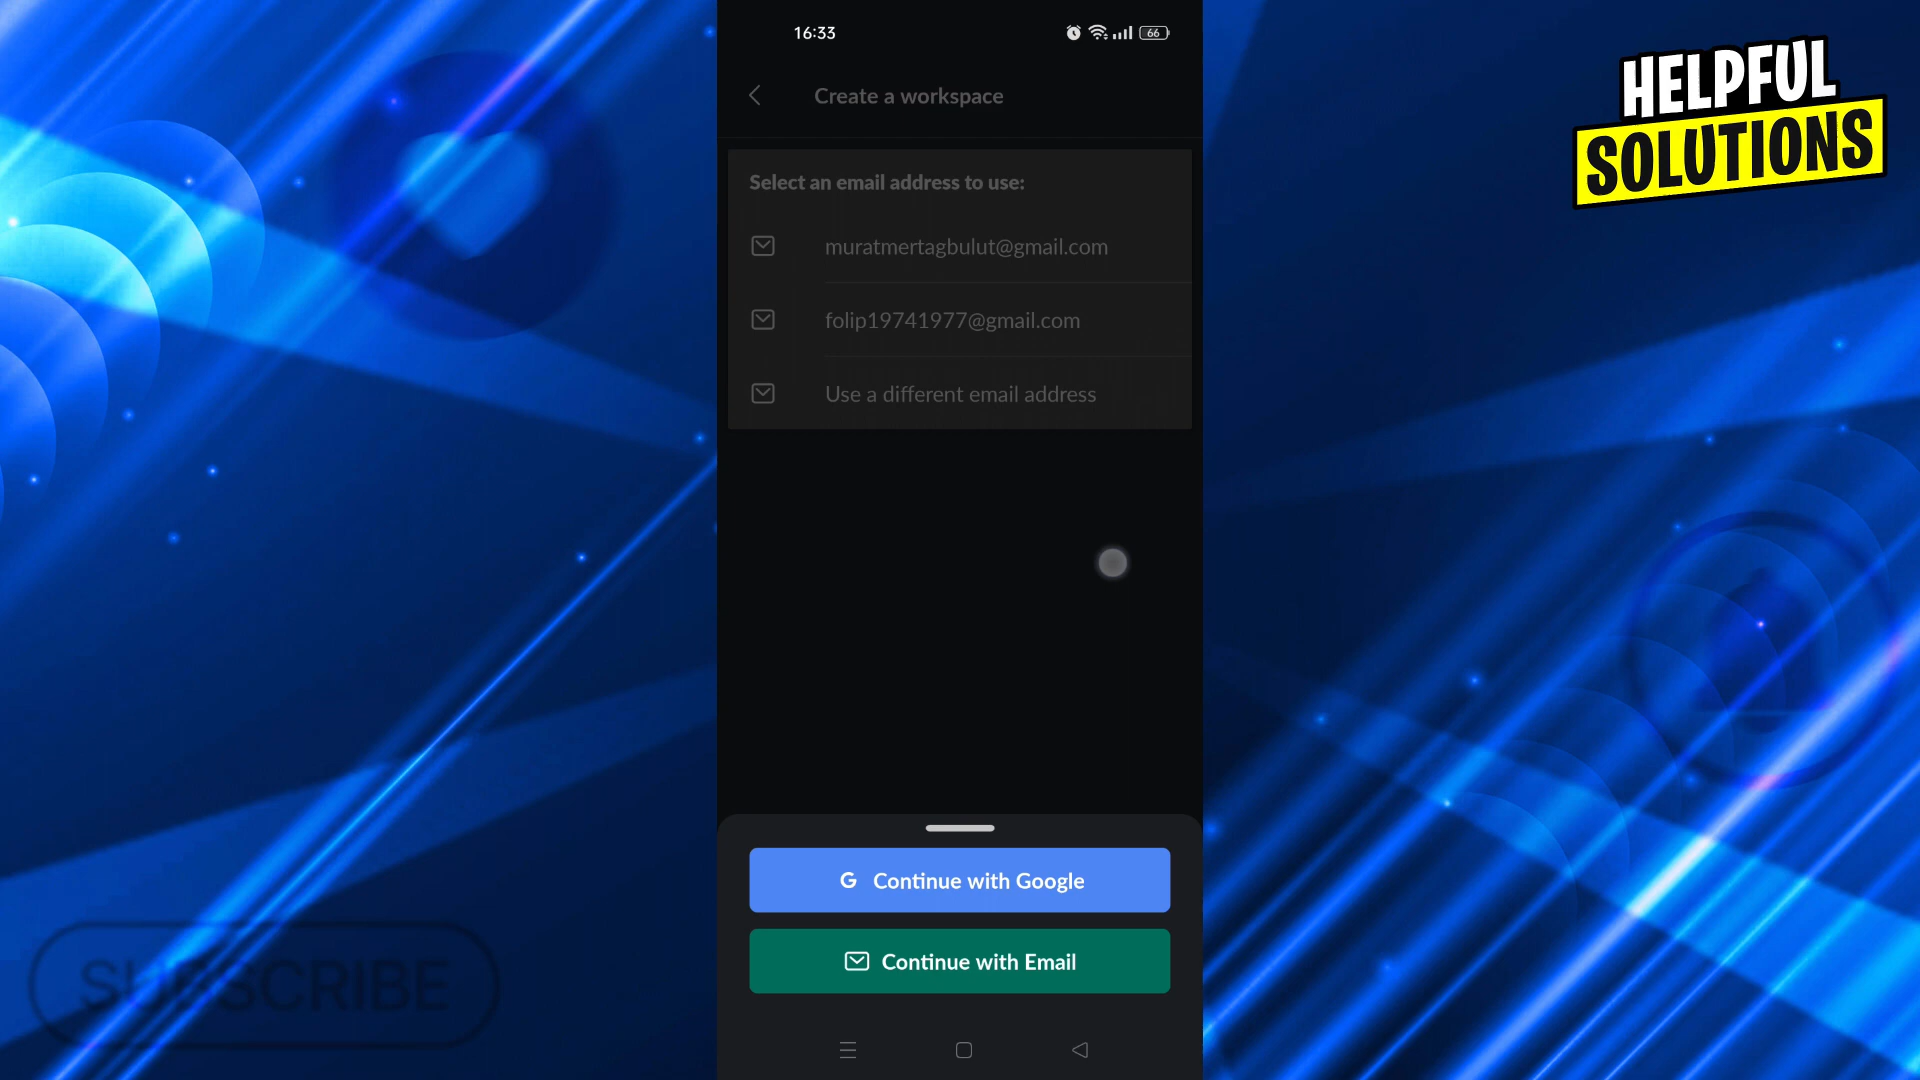 16:33
66
Create a workspace
Select an email address to use:
muratmertagbulut@gmail.com
folip19741977@gmail.com
Use a different email address
G Continue with Google
Continue with Email
HELPFUL
SOLUTIONS
SUBSCRIBE